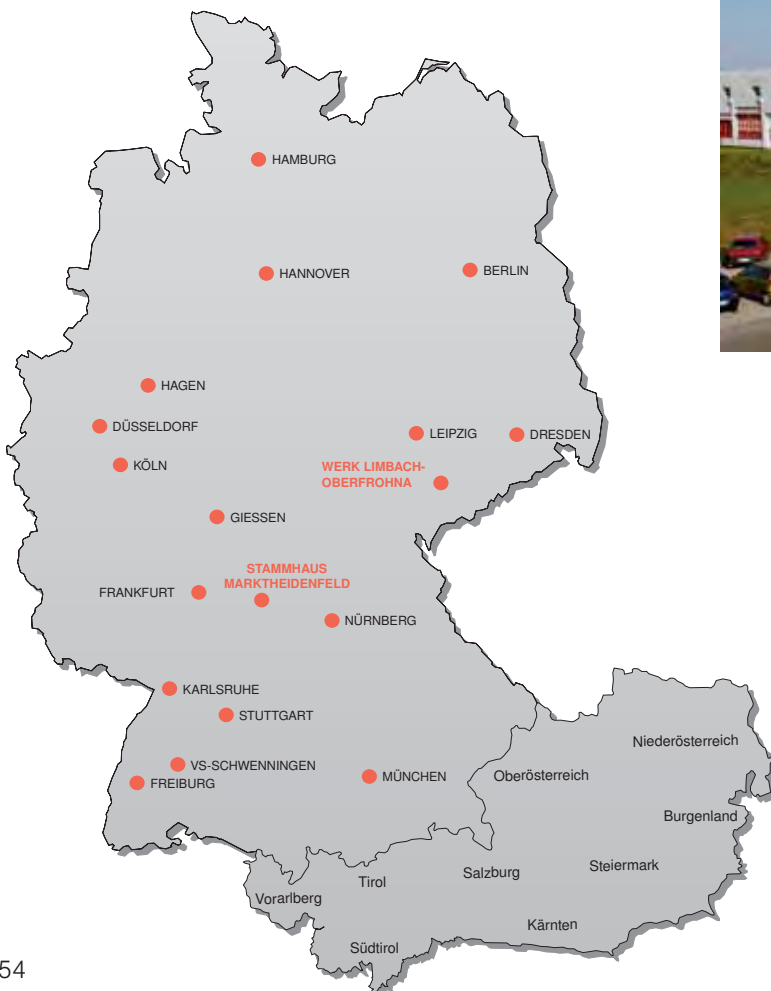 HAMBURG
HANNOVER
BERLIN
HAGEN
DÜSSELDORF
LEIPZIG
DRESDEN
KÖLN
WERK LIMBACH-
OBERFROHNA
GIESSEN
STAMMHAUS
MARKTHEIDENFELD
FRANKFURT
NÜRNBERG
KARLSRUHE
STUTTGART
VS-SCHWENNINGEN
FREIBURG
MÜNCHEN
Niederösterreich
Oberösterreich
Burgenland
Steiermark
Salzburg
Tirol
Vorarlberg
Kärnten
Südtirol
54